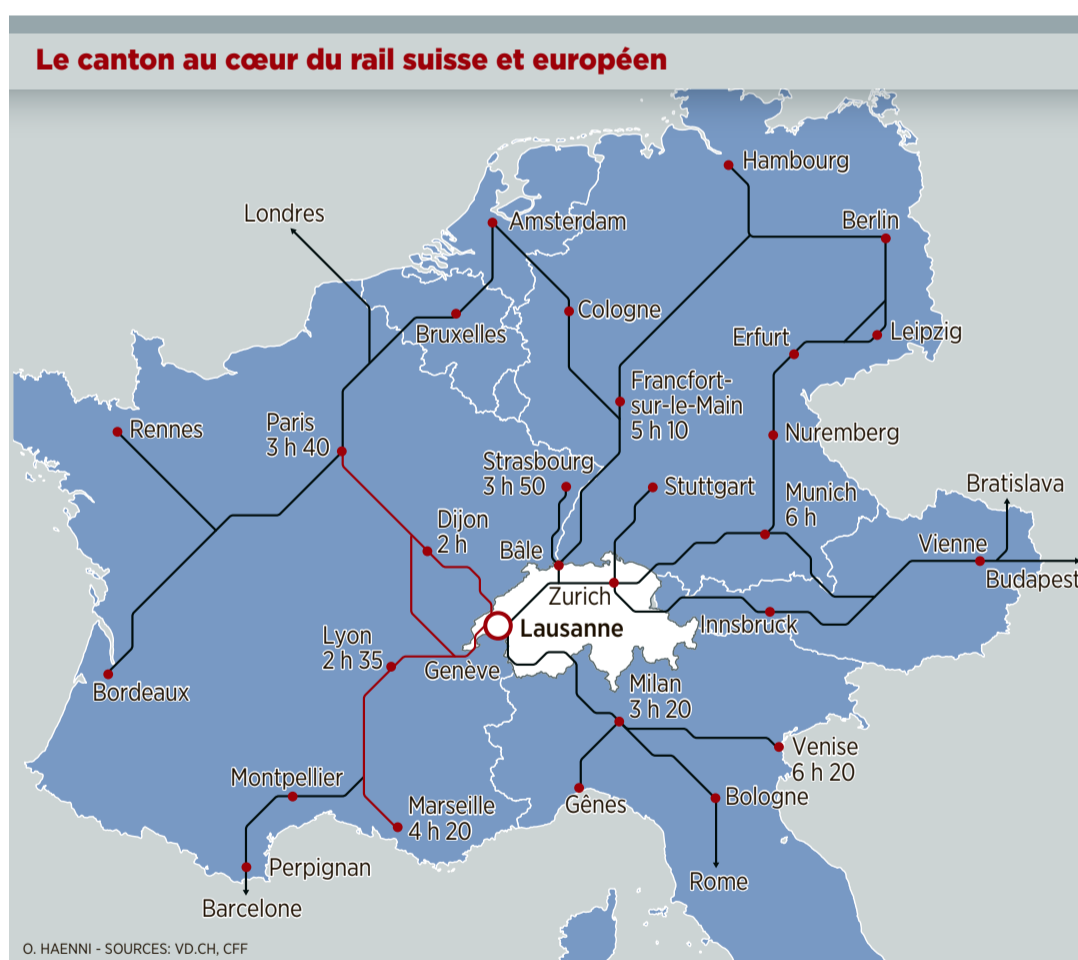 Le canton au cœur du rail suisse et européen
Hambourg
Londres
Amsterdam
Berlin
Cologne
Bruxelles
Erfurt
Leipzig
Francfort-
sur-le-Main
5 h 10
Rennes
Paris
3 h 40
Nuremberg
Strasbourg
3 h 50
Stuttgart
Munich
6 h
Bratislava
Dijon
2 h
Bâle
Vienne
Budapest
Zurich
Lausanne
Innsbruck
Lyon
2 h 35
Genève
Bordeaux
Milan
3 h 20
Venise
6 h 20
Montpellier
Marseille
4 h 20
Gênes
Bologne
Perpignan
Rome
Barcelone
O. HAENNI - SOURCES: VD.CH, CFF